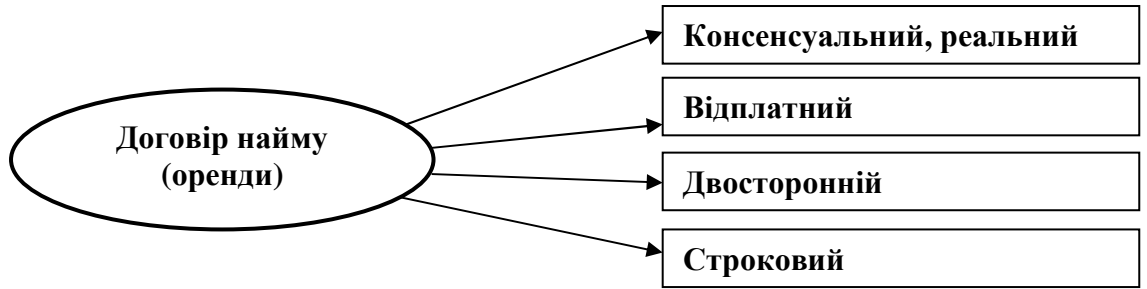 Договір найму
(оренди)
Консенсуальний, реальний
Відплатний
Двосторонній
Строковий